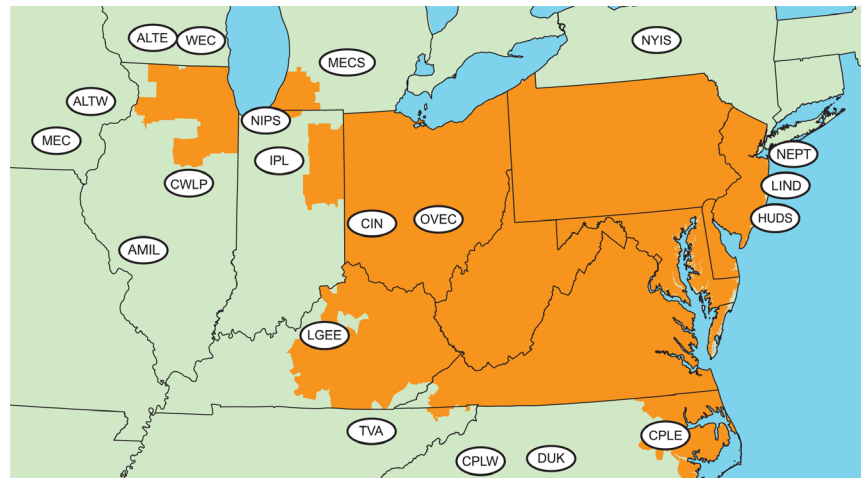 ALTE
WEC
NYIS
MECS
ALTW
NIPS
MEC
IPL
NEPT
CWLP
LIND
CIN
OVEC
HUDS
AMIL
LGEE
TVA
CPLE
CPLW
DUK